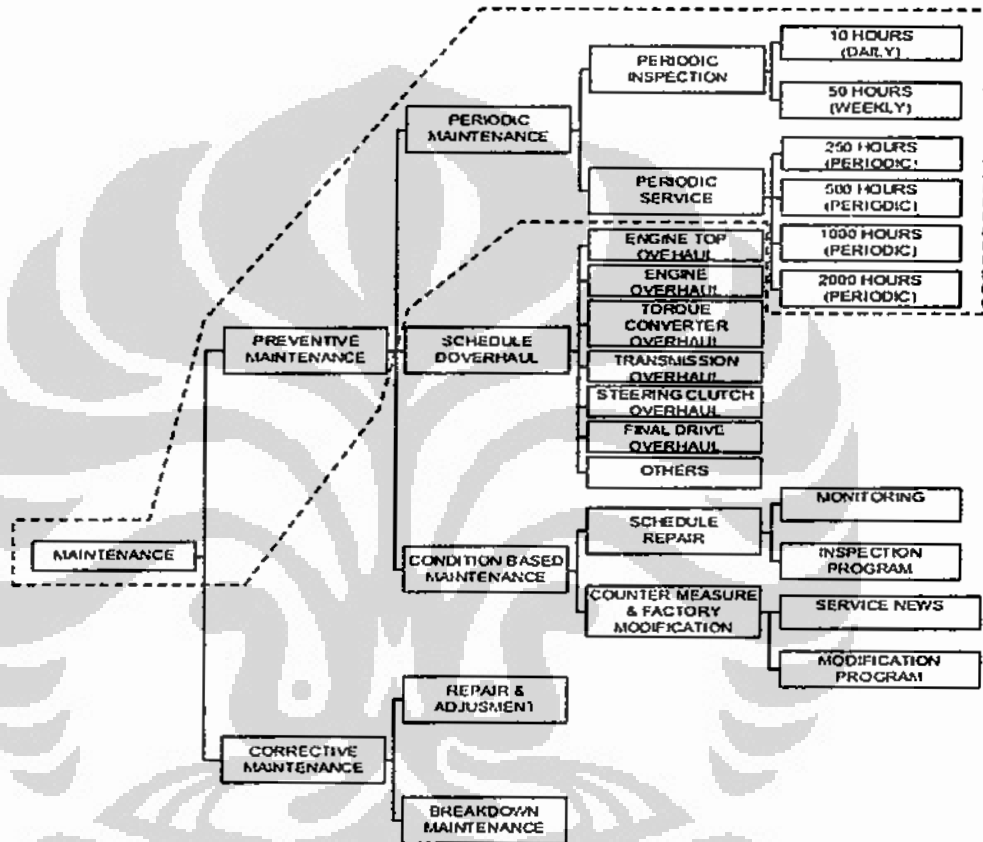 MAINTENANCE
PREVENTIVE
MAINTENANCE
PERIODIC
MAINTENANCE
PERIODIC
INSPECTION
10 HOURS
(DAILY)
50 HOURS
(WEEKLY)
PERIODIC
SERVICE
250 HOURS
(PERIODIC)
500 HOURS
(PERIODIC)
1000 HOURS
(PERIODIC)
2000 HOURS
(PERIODIC)
SCHEDULE
DOVERHAUL
ENGINE TOP
OVEHAUL
ENGINE
OVERHAUL
TORQUE
CONVERTER
OVERHAUL
TRANSMISSION
OVERHAUL
STEERING CLUTCH
OVERHAUL
FINAL DRIVE
OVERHAUL
OTHERS
CONDITION BASED
MAINTENANCE
SCHEDULE
REPAIR
MONITORING
INSPECTION
PROGRAM
COUNTER MEASURE
& FACTORY
MODIFICATION
SERVICE NEWS
MODIFICATION
PROGRAM
CORRECTIVE
MAINTENANCE
REPAIR &
ADJUSMENT
BREAKDOWN
MAINTENANCE